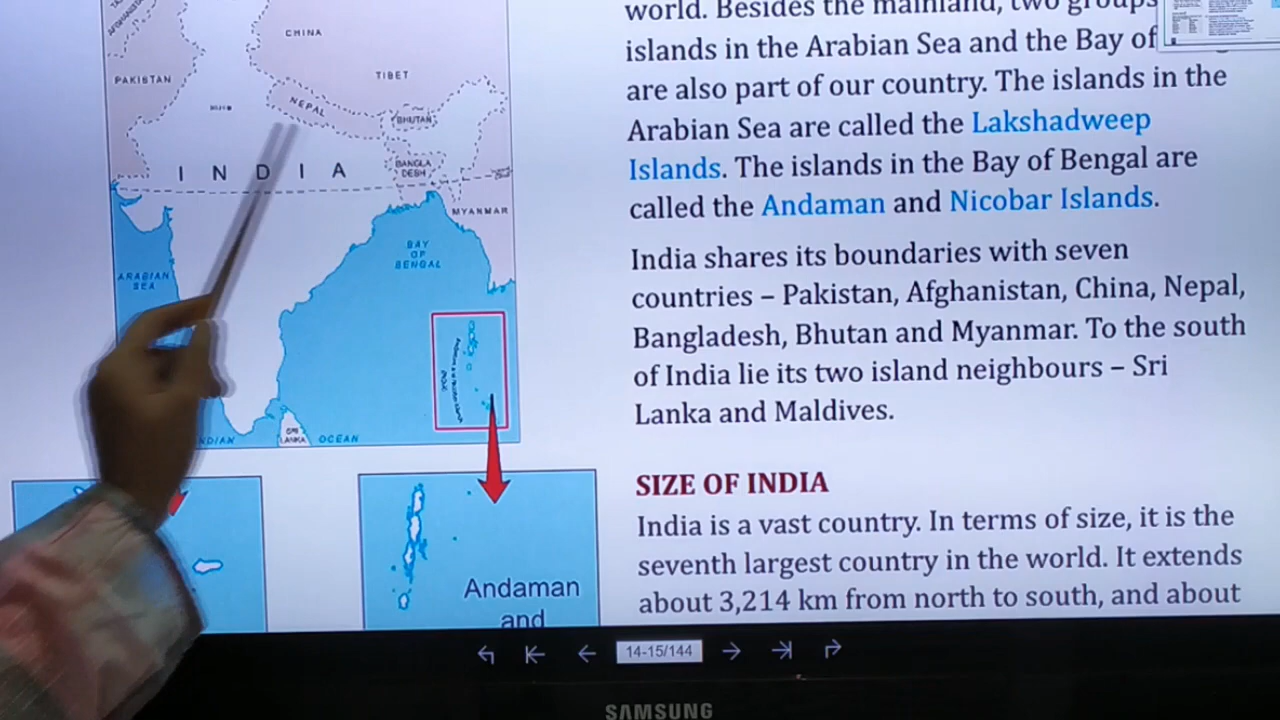 CHINA
PAKISTAN
TIBET
NEPAL
BHUTAN
INDIA
BANGLA
DESH
MYANMAR
BAY
OF
BENGAL
ARABIAN
SEA
SRI
LANKA
INDIAN OCEAN
Andaman
and
world. Besides the mainland, two groups
islands in the Arabian Sea and the Bay of
are also part of our country. The islands in the
Arabian Sea are called the Lakshadweep
Islands. The islands in the Bay of Bengal are
called the Andaman and Nicobar Islands.
India shares its boundaries with seven
countries – Pakistan, Afghanistan, China, Nepal,
Bangladesh, Bhutan and Myanmar. To the south
of India lie its two island neighbours – Sri
Lanka and Maldives.
SIZE OF INDIA
India is a vast country. In terms of size, it is the
seventh largest country in the world. It extends
about 3,214 km from north to south, and about
14-15/144
SAMSUNG